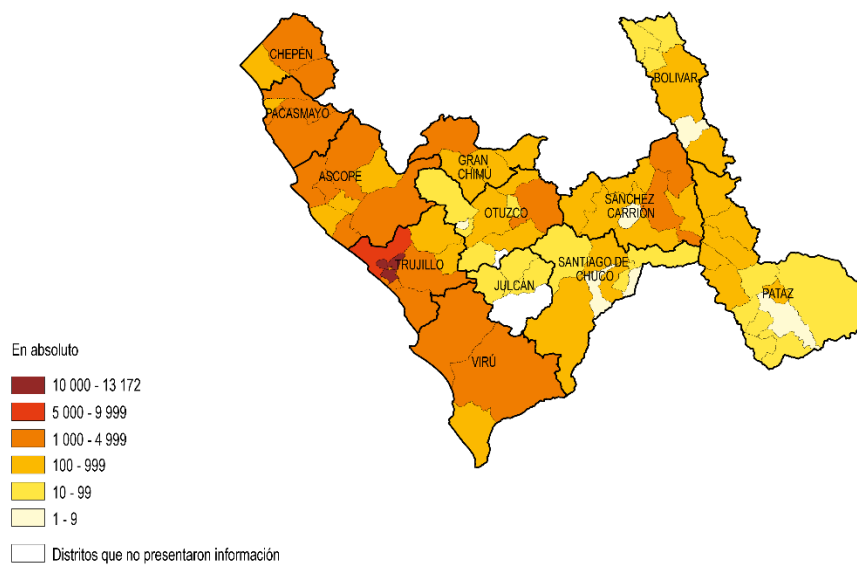 CHEPÉN
BOLIVAR
PACASMAYO
GRAN
CHIMÚ
ASCOPE
SANCHEZ
CARRIÓN
OTUZCO
TRUJILLO
SANTIAGO DE
CHUCO
JULCÁN
PATAZ
VIRÚ
En absoluto
10 000 - 13 172
5 000 - 9 999
1 000 - 4 999
100 - 999
10 - 99
1 - 9
Distritos que no presentaron información